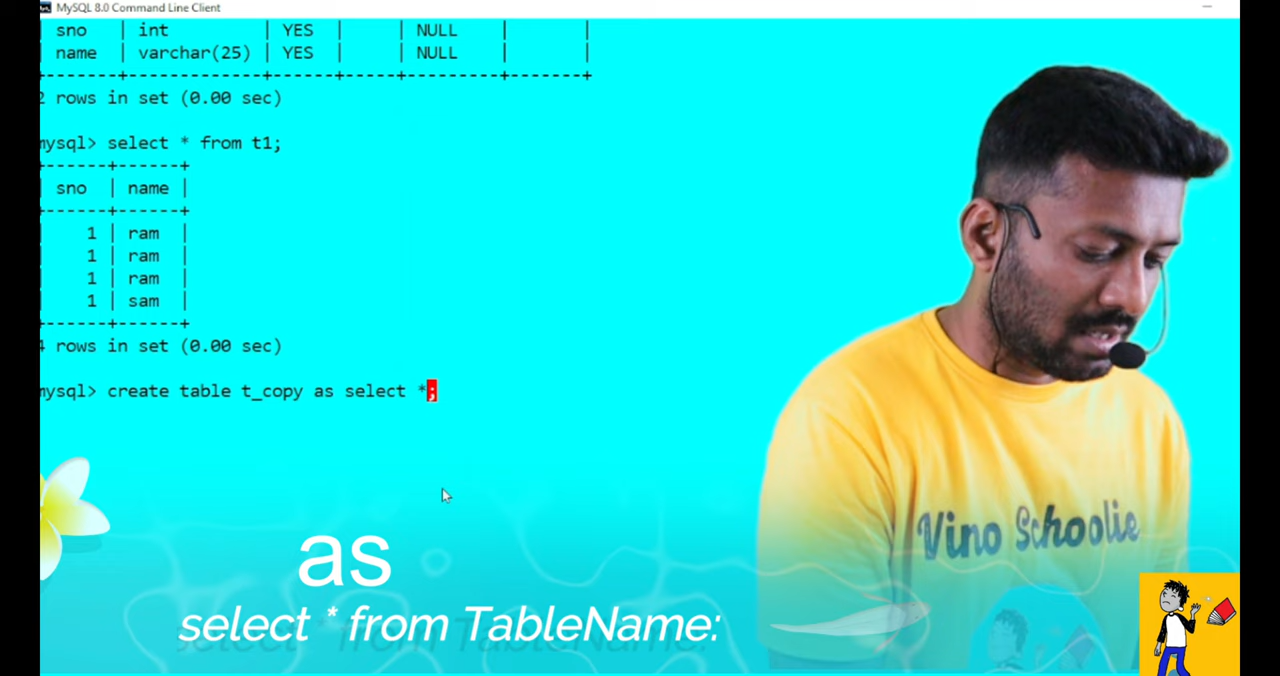 MySQL 8.0 Command Line Client
| sno | int | YES | | NULL | |
| name | varchar(25) | YES | | NULL | |
+------+-------------+------+-----+---------+-------+
2 rows in set (0.00 sec)
mysql> select * from t1;
+------+------+
| sno | name |
+------+------+
| 1 | ram |
| 1 | ram |
| 1 | ram |
| 1 | sam |
+------+------+
4 rows in set (0.00 sec)
mysql> create table t_copy as select *;
Vino Schoolie
as
select * from TableName: